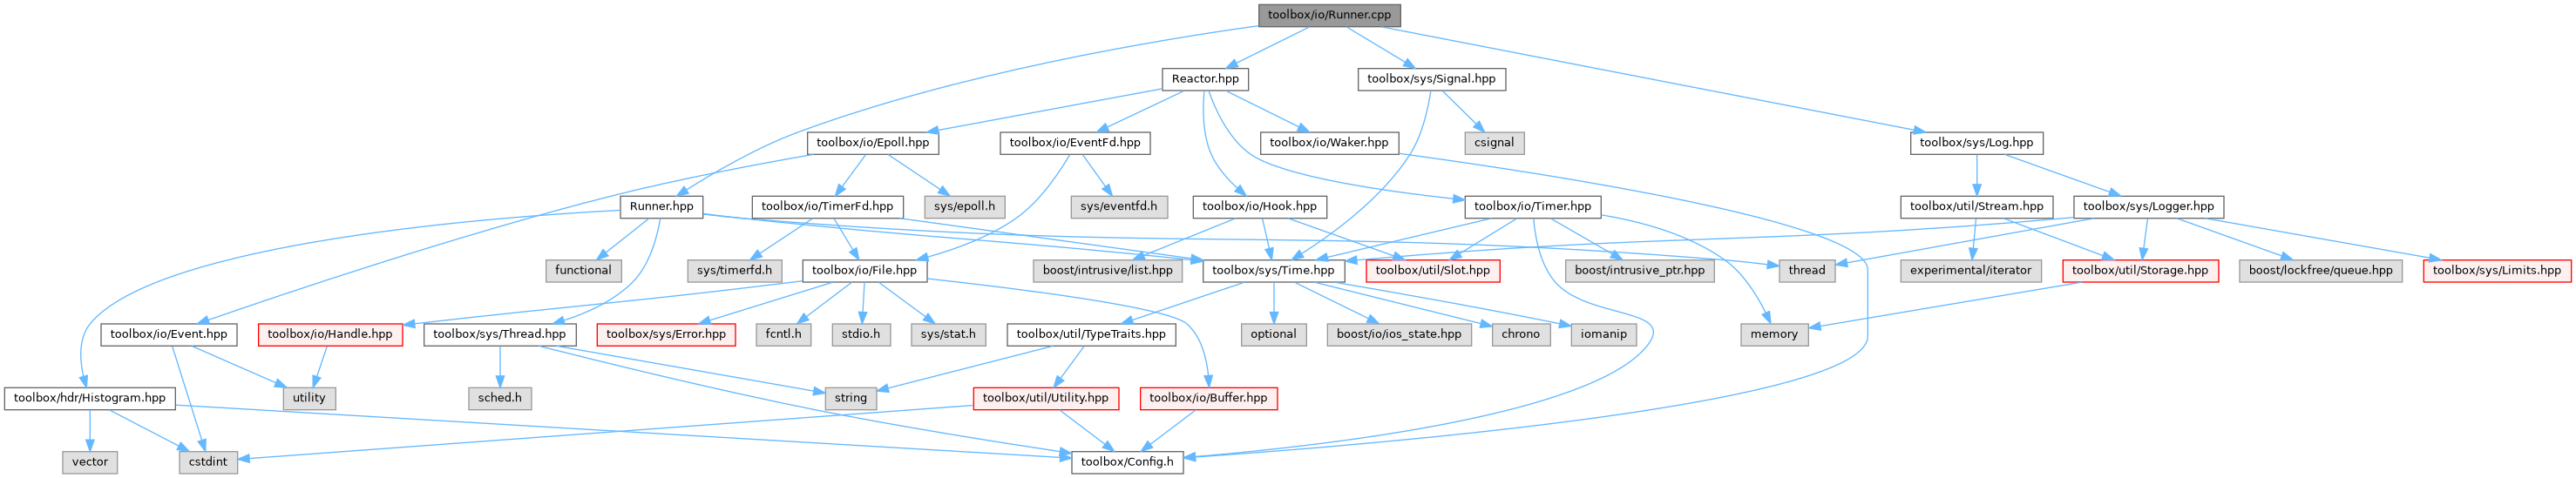 toolbox/io/Runner.cpp
Reactor.hpp
toolbox/sys/Signal.hpp
toolbox/io/Epoll.hpp
toolbox/io/EventFd.hpp
toolbox/io/Waker.hpp
csignal
toolbox/sys/Log.hpp
Runner.hpp
toolbox/io/TimerFd.hpp
sys/epoll.h
sys/eventfd.h
toolbox/io/Hook.hpp
toolbox/io/Timer.hpp
toolbox/util/Stream.hpp
toolbox/sys/Logger.hpp
functional
sys/timerfd.h
toolbox/io/File.hpp
boost/intrusive/list.hpp
toolbox/sys/Time.hpp
toolbox/util/Slot.hpp
boost/intrusive_ptr.hpp
thread
experimental/iterator
toolbox/util/Storage.hpp
boost/lockfree/queue.hpp
toolbox/sys/Limits.hpp
toolbox/io/Event.hpp
toolbox/io/Handle.hpp
toolbox/sys/Thread.hpp
toolbox/sys/Error.hpp
fcntl.h
stdio.h
sys/stat.h
toolbox/util/TypeTraits.hpp
optional
boost/io/ios_state.hpp
chrono
iomanip
memory
toolbox/hdr/Histogram.hpp
utility
sched.h
string
toolbox/util/Utility.hpp
toolbox/io/Buffer.hpp
vector
cstdint
toolbox/Config.h